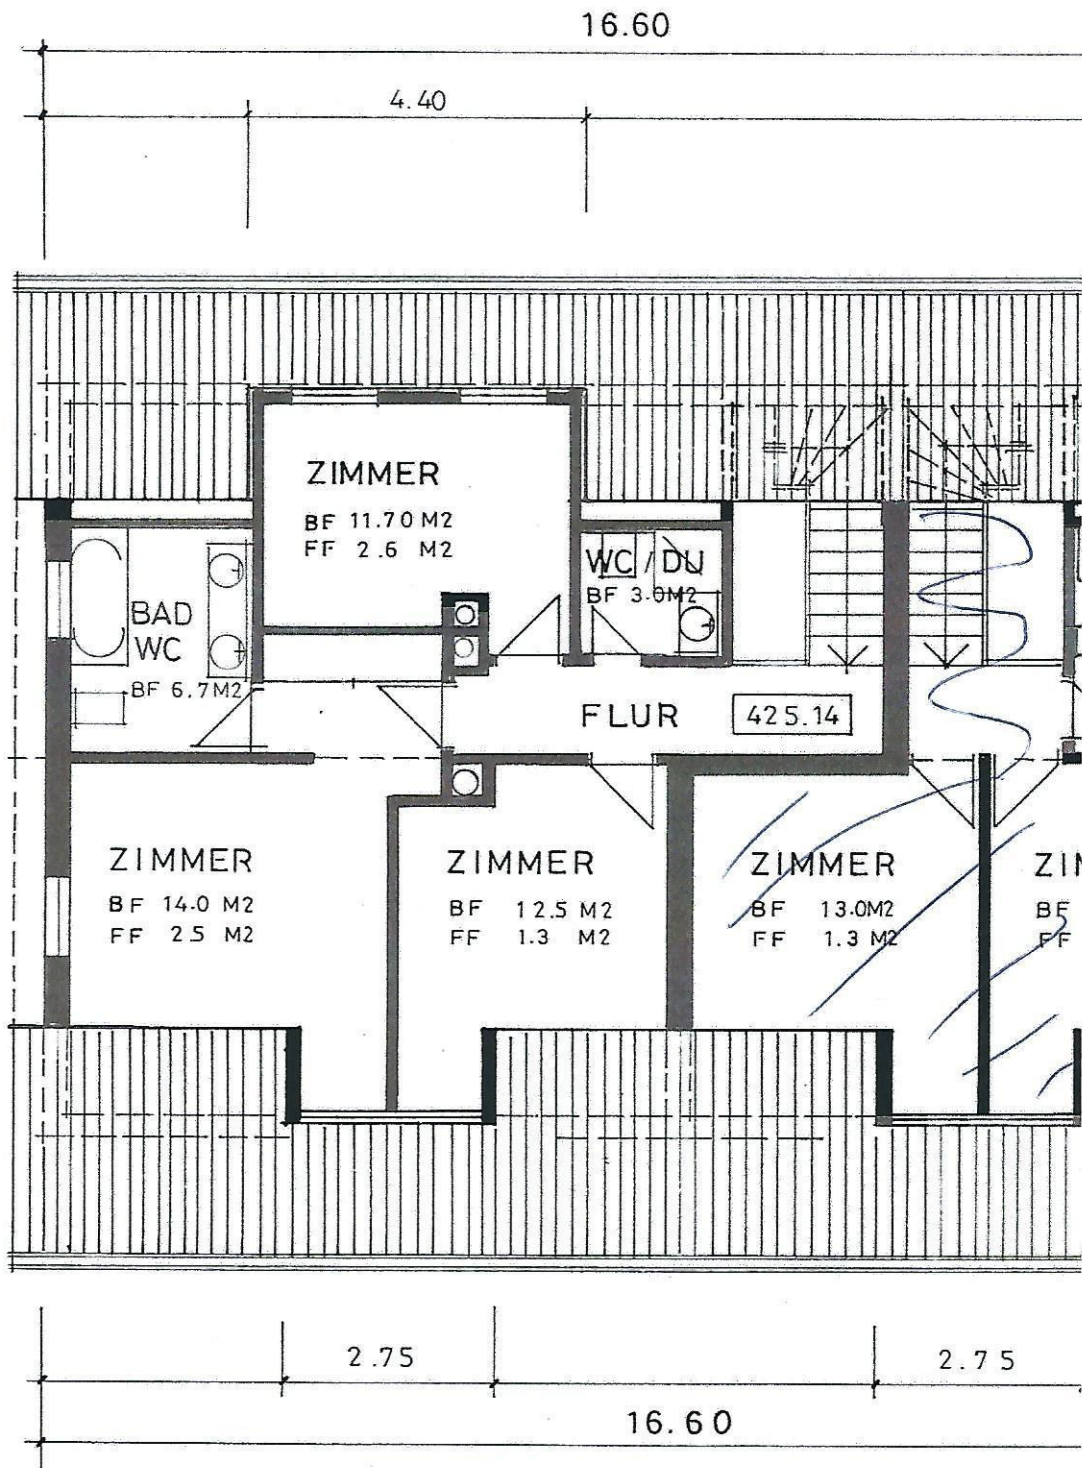 16.60
4.40
ZIMMER
BF 11.70 M2
FF 2.6 M2
WC / DU
BF 3.0M2
BAD
WC
BF 6.7M2
FLUR
425.14
ZIMMER
BF 14.0 M2
FF 2.5 M2
ZIMMER
BF 12.5 M2
FF 1.3 M2
ZIMMER
BF 13.0M2
FF 1.3 M2
ZIM
BF
FF
2.75
2.75
16.60